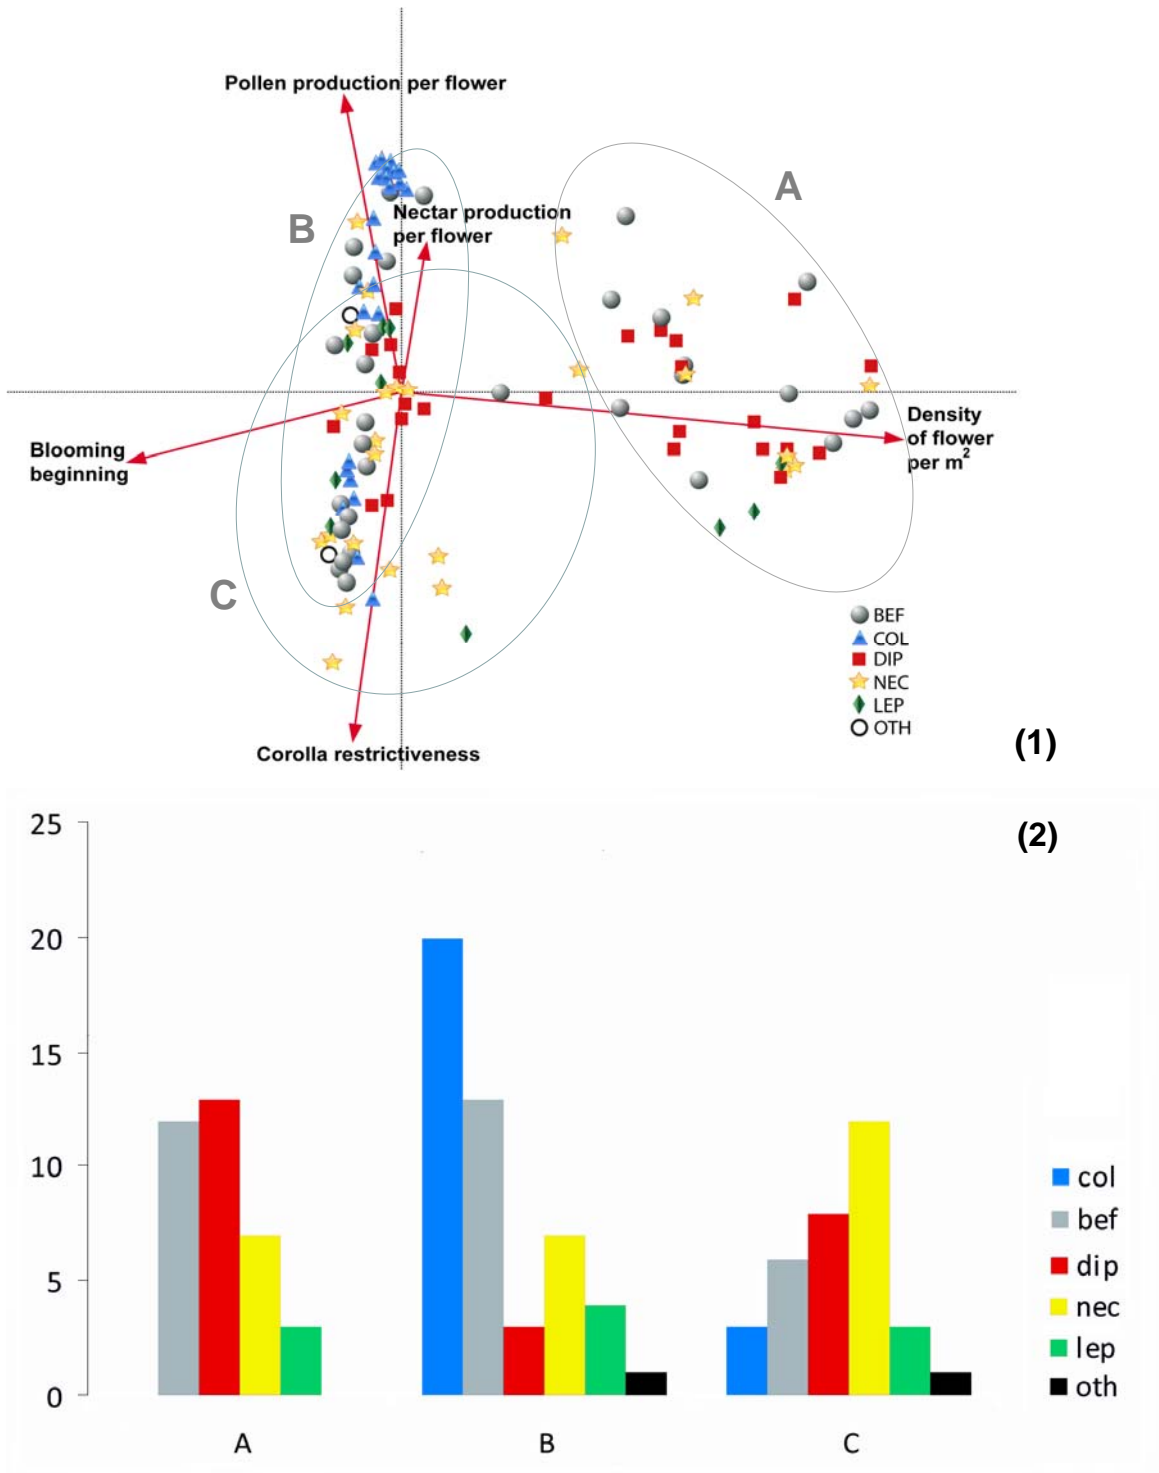 Pollen production per flower
A
B
Nectar production
per flower
Blooming
beginning
Density
of flower
per m²
C
BEF
COL
DIP
NEC
LEP
OTH
Corolla restrictiveness
(1)
(2)
25
20
15
10
5
0
A
B
C
col
bef
dip
nec
lep
oth